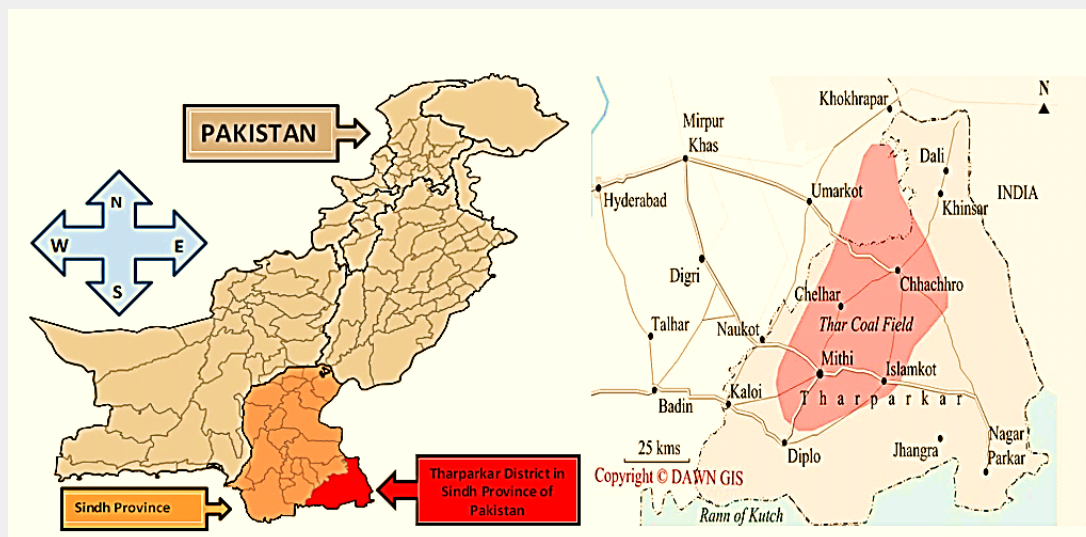 PAKISTAN
N
W
E
S
Sindh Province
Tharparkar District in
Sindh Province of
Pakistan
N
Khokhrapar
Mirpur
Khas
Dali
Hyderabad
Umarkot
INDIA
Khinsar
Digri
Chhachhro
Chelhar
Talhar
Naukot
Thar Coal Field
Mithi
Islamkot
Kaloi
Badin
Tharparkar
Nagar
Parkar
25 kms
Diplo
Jhangra
Copyright © DAWN GIS
Rann of Kutch